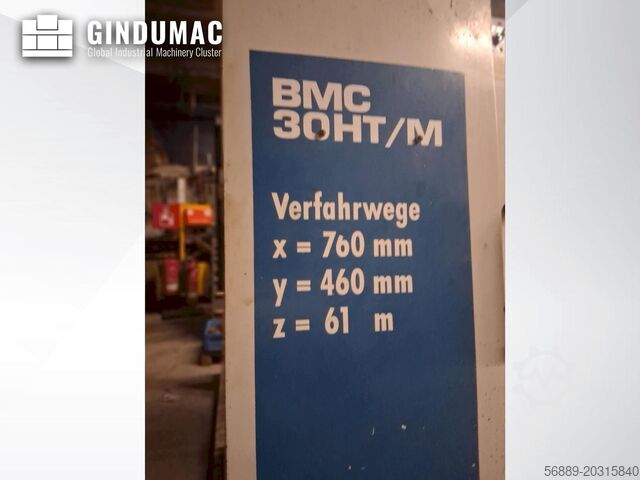 GINDUMAC
Global Industrial Machinery Cluster
BMC
30HT/M
Verfahrwege
x = 760 mm
y = 460 mm
z = 61 m
56889-20315840